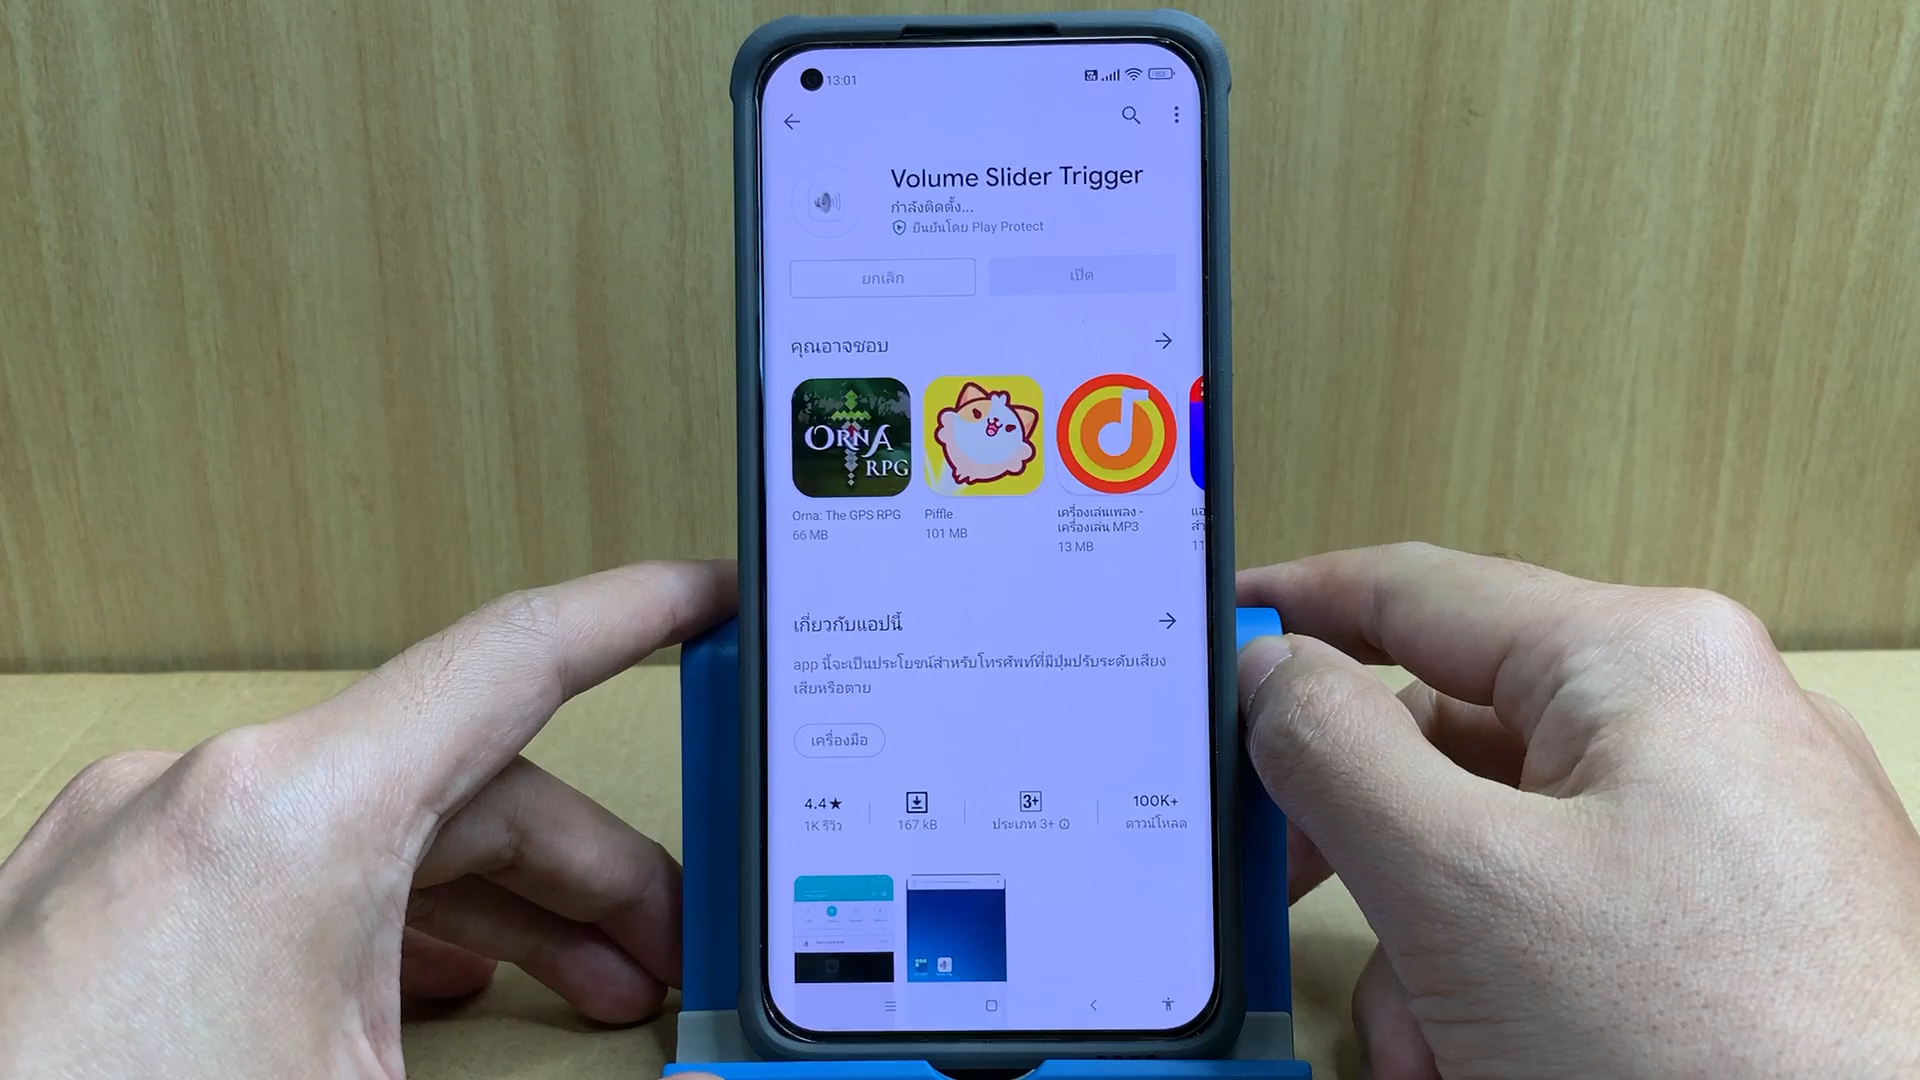 13:01
Volume Slider Trigger
กำลังติดตั้ง...
ยืนยันโดย Play Protect
ยกเลิก
เปิด
คุณอาจชอบ
ORNA
RPG
Orna: The GPS RPG
66 MB
Piffle
101 MB
เครื่องเล่นเพลง -
เครื่องเล่น MP3
13 MB
เกี่ยวกับแอปนี้
app นี้จะเป็นประโยชน์สำหรับโทรศัพท์ที่มีปุ่มปรับระดับเสียง
เสียหรือตาย
เครื่องมือ
4.4★
1K รีวิว
167 kB
3+
ประเภท 3+
100K+
ดาวน์โหลด